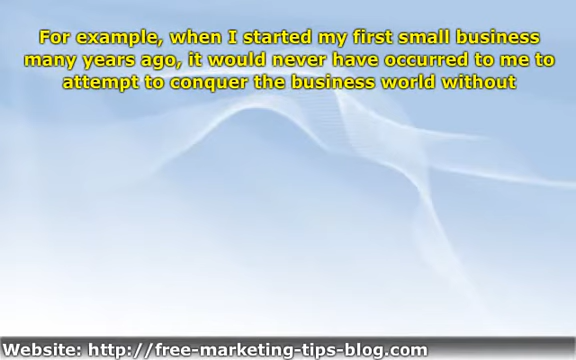 For example, when I started my first small business
many years ago, it would never have occurred to me to
attempt to conquer the business world without
Website: http://free-marketing-tips-blog.com